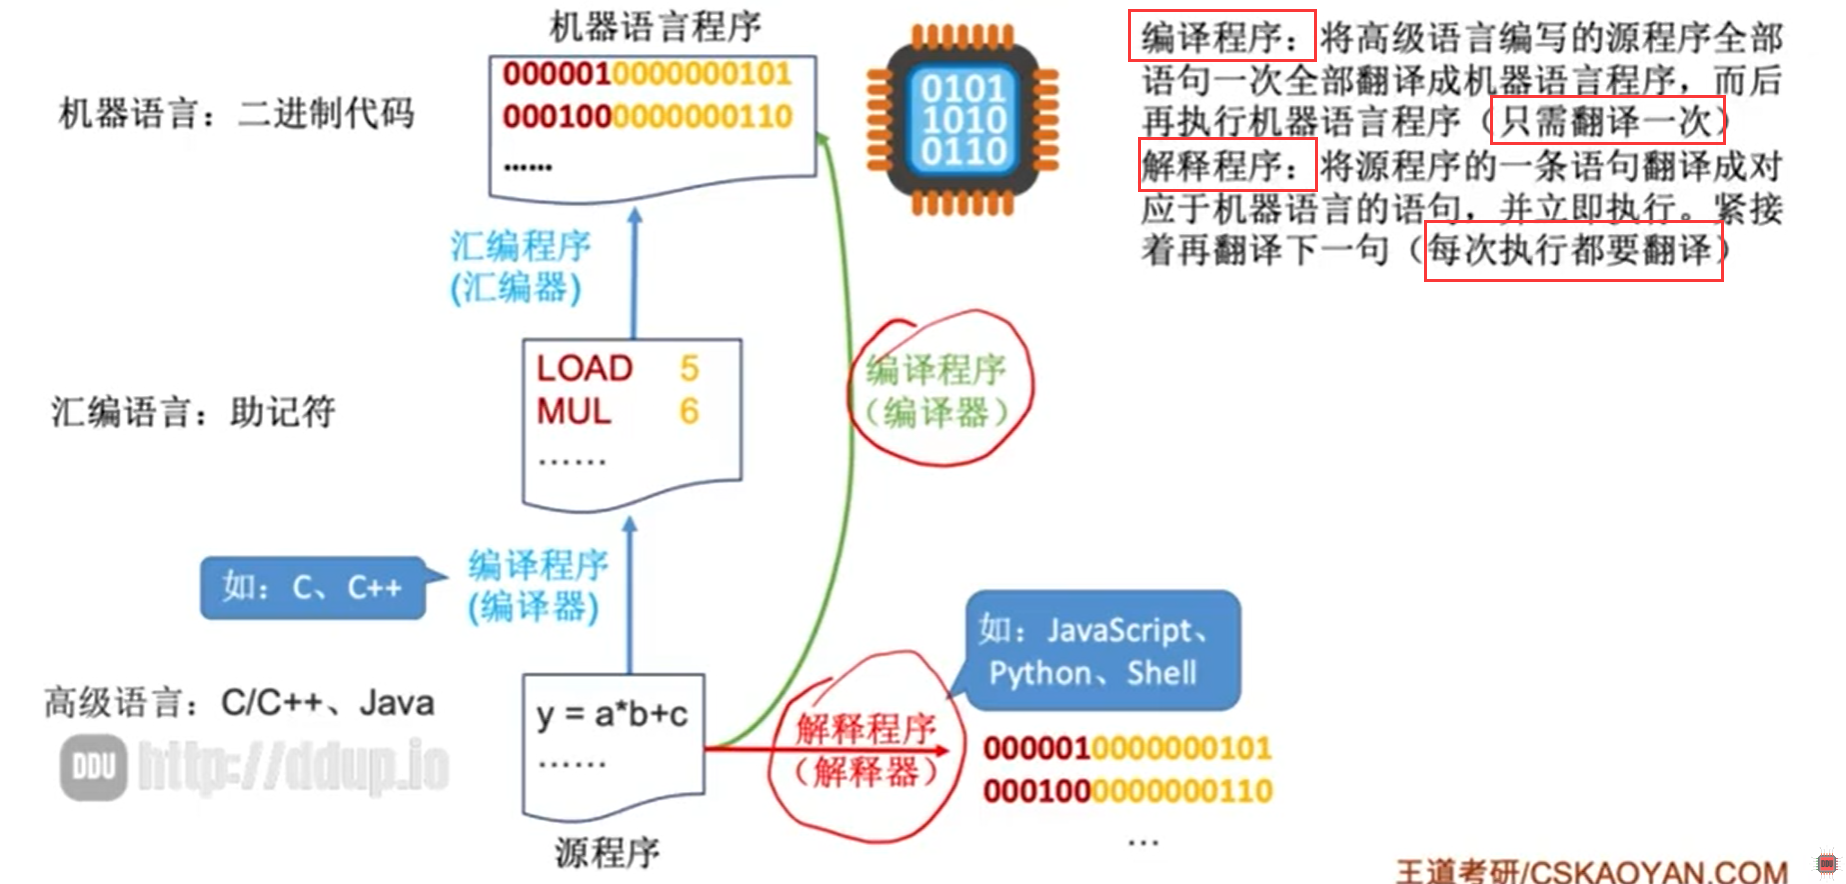 机器语言程序
机器语言：二进制代码
0000010000000101
0001000000000110
......
0101
1010
0110
编译程序：将高级语言编写的源程序全部
语句一次全部翻译成机器语言程序，而后
再执行机器语言程序（只需翻译一次）
解释程序：将源程序的一条语句翻译成对
应于机器语言的语句，并立即执行。紧接
着再翻译下一句（每次执行都要翻译）
汇编程序
(汇编器)
汇编语言：助记符
LOAD 5
MUL 6
......
编译程序
（编译器）
如：C、C++
编译程序
(编译器)
如：JavaScript、
Python、Shell
高级语言：C/C++、Java
y = a*b+c
......
解释程序
（解释器）
0000010000000101
0001000000000110
...
DDU http://ddup.io
源程序
王道考研/CSKAOYAN.COM
DDU